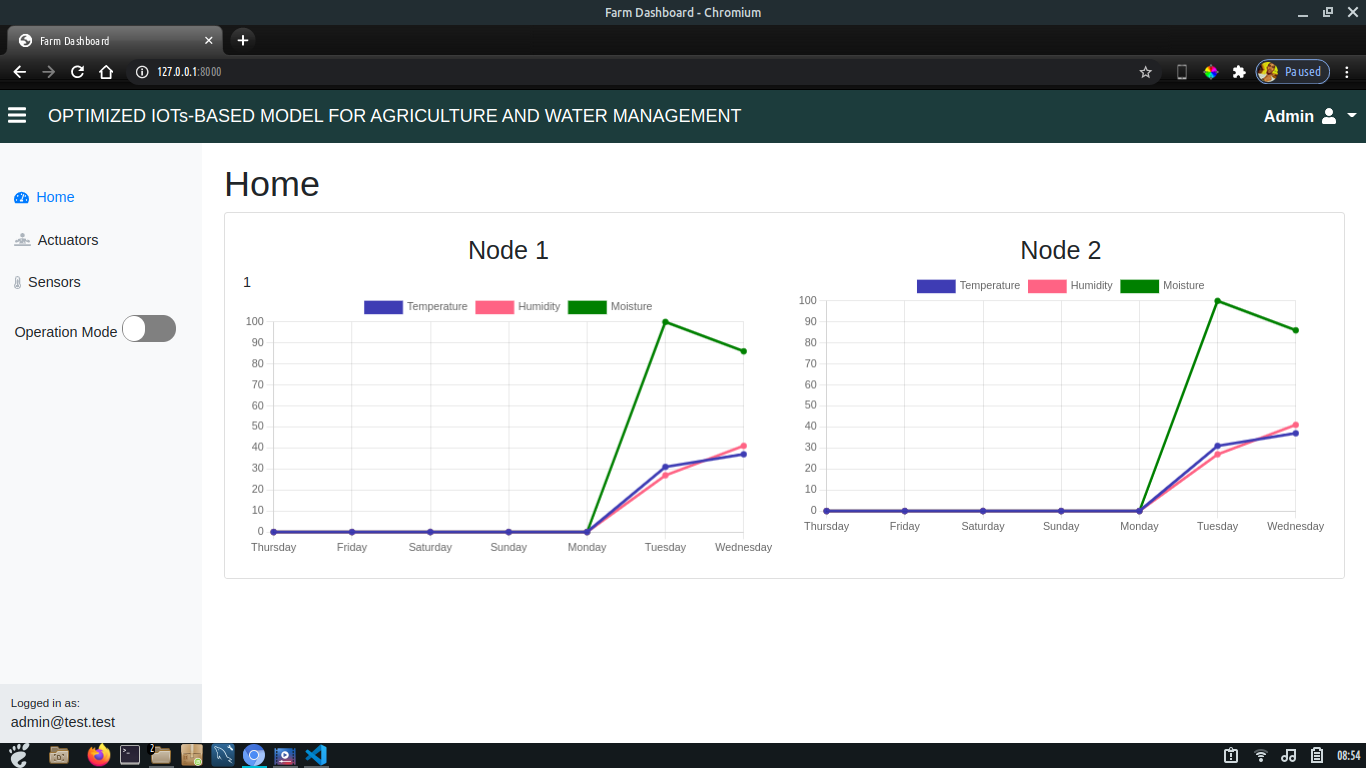 Farm Dashboard - Chromium
Farm Dashboard
127.0.0.1:8000
Paused
OPTIMIZED IOTs-BASED MODEL FOR AGRICULTURE AND WATER MANAGEMENT
Admin
Home
Actuators
Sensors
Operation Mode
Logged in as:
admin@test.test
Home
Node 1
1
Temperature Humidity Moisture
100
90
80
70
60
50
40
30
20
10
0
Thursday Friday Saturday Sunday Monday Tuesday Wednesday
Node 2
Temperature Humidity Moisture
100
90
80
70
60
50
40
30
20
10
0
Thursday Friday Saturday Sunday Monday Tuesday Wednesday
2
08:54